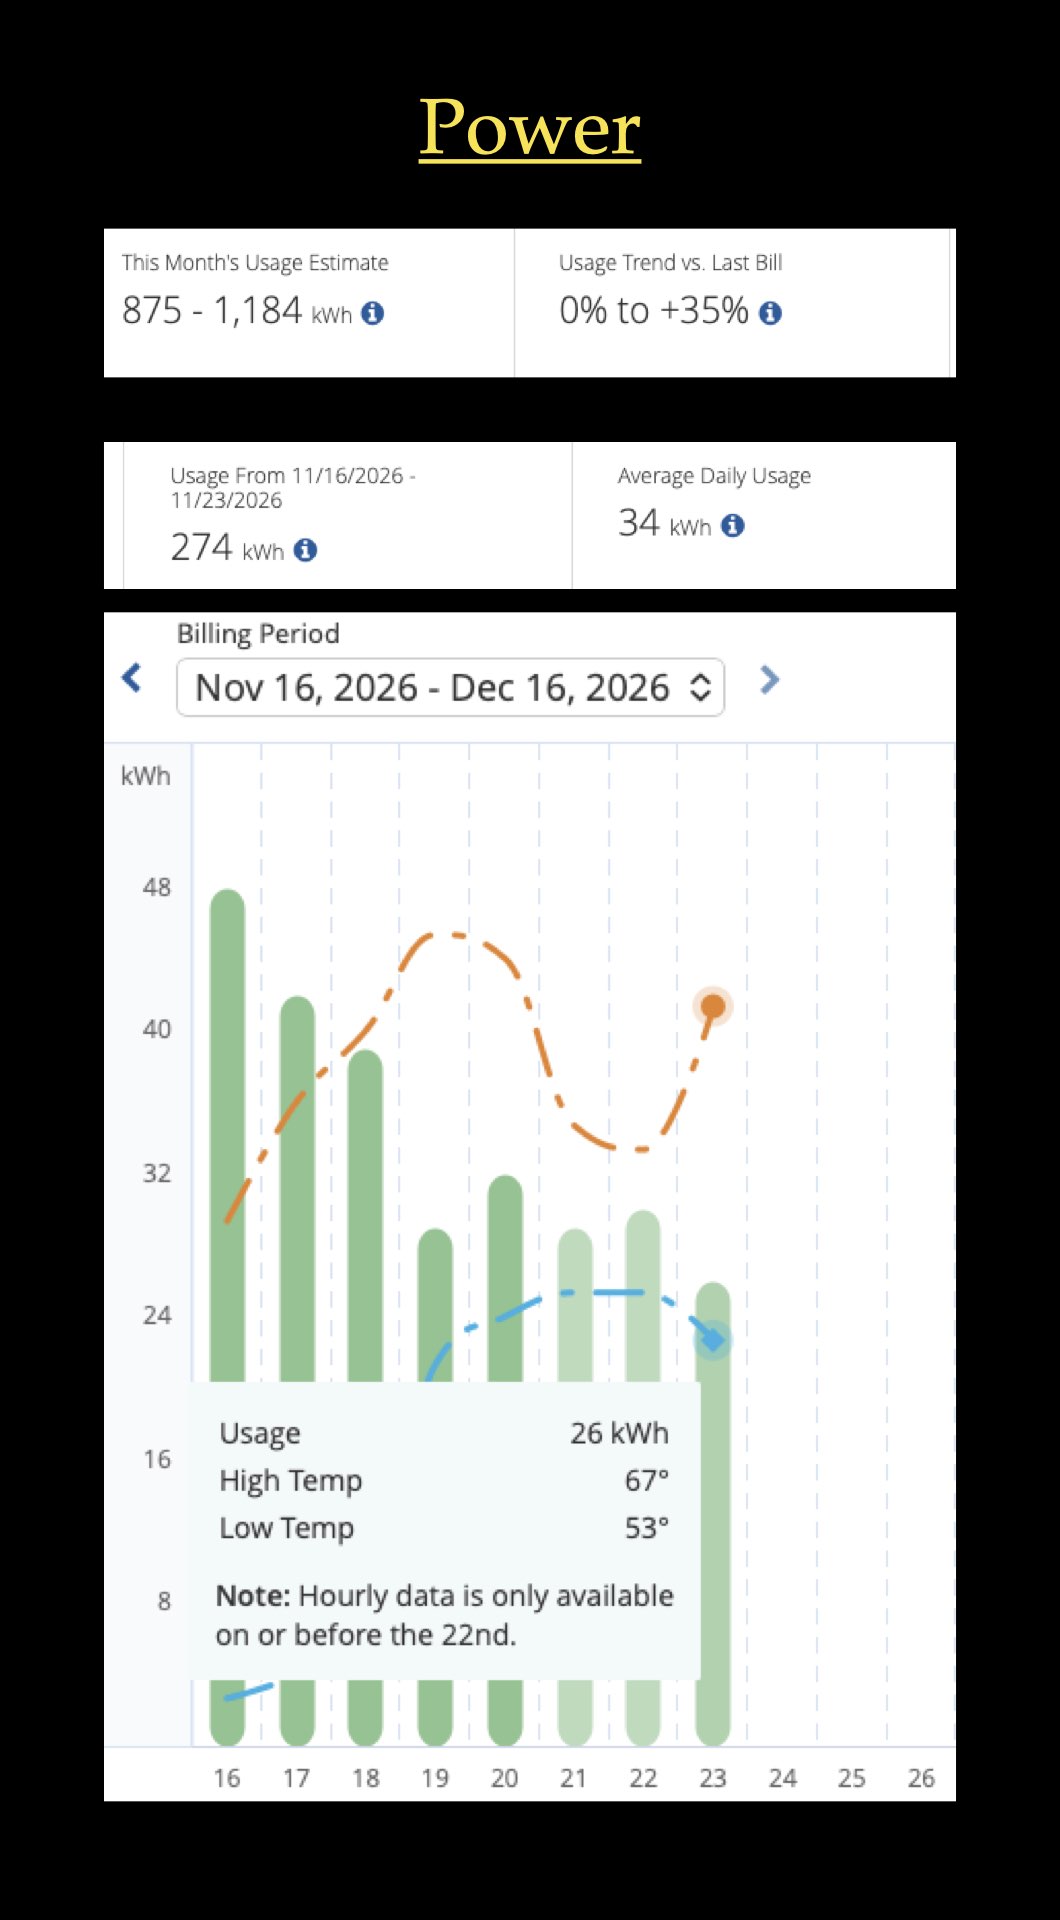 Power
This Month's Usage Estimate
875 - 1,184 kWh
Usage Trend vs. Last Bill
0% to +35%
Usage From 11/16/2026 -
11/23/2026
274 kWh
Average Daily Usage
34 kWh
Billing Period
Nov 16, 2026 - Dec 16, 2026
kWh
48
40
32
24
16
8
Usage 26 kWh
High Temp 67°
Low Temp 53°
Note: Hourly data is only available
on or before the 22nd.
16 17 18 19 20 21 22 23 24 25 26